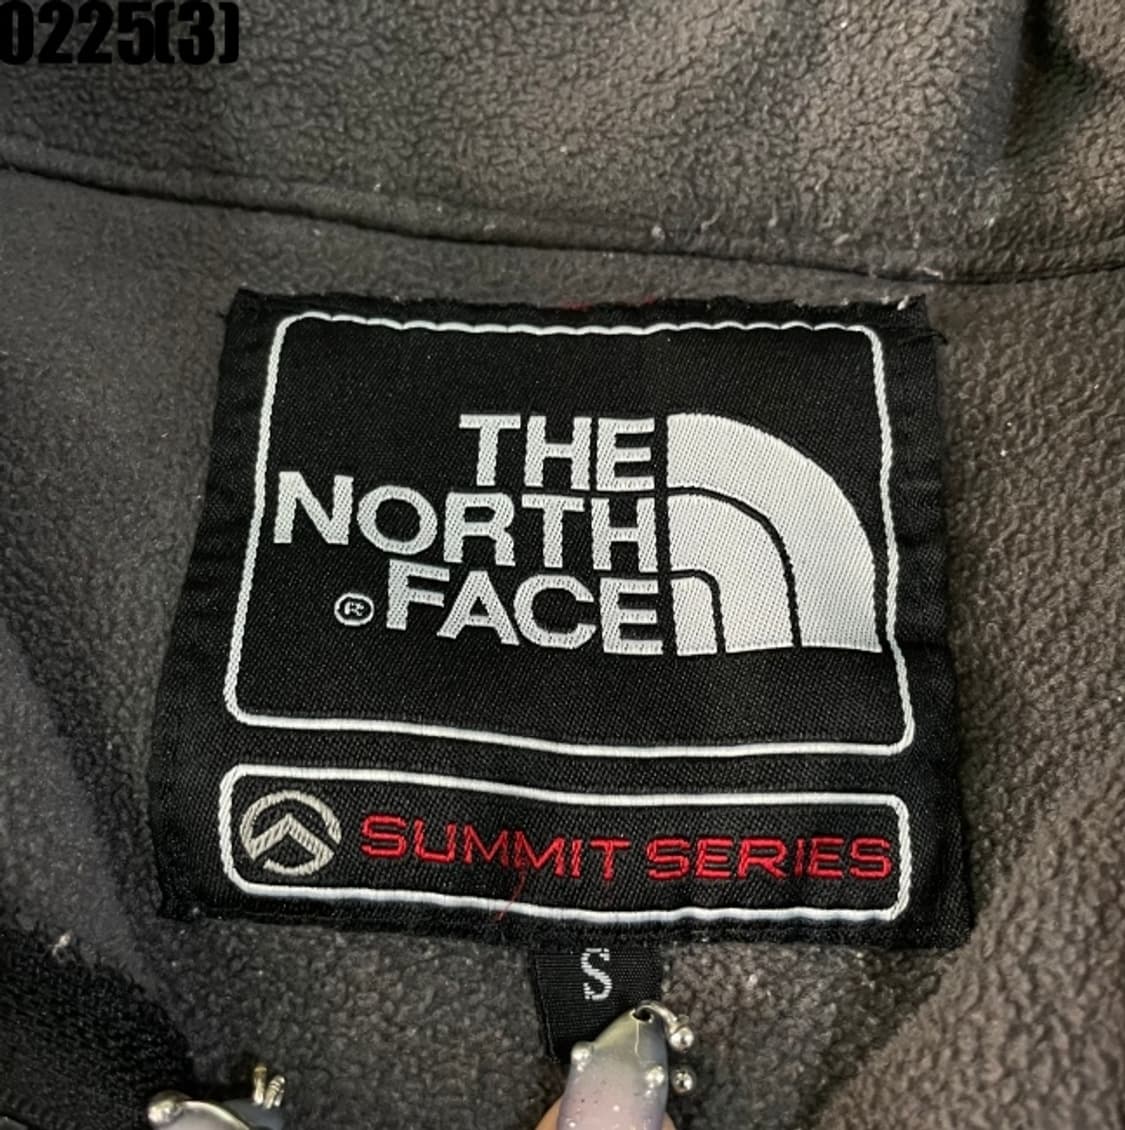 0225(3)
THE
NORTH
® FACE
SUMMIT SERIES
S